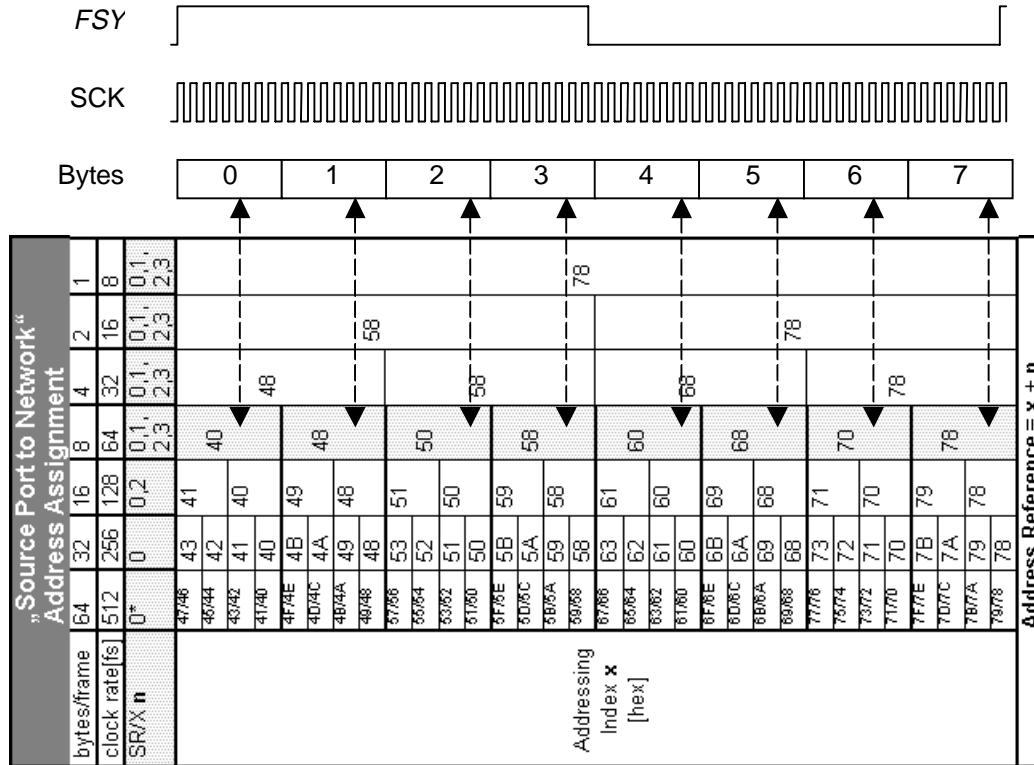 FSY
SCK
Bytes 0 1 2 3 4 5 6 7
„Source Port to Network“
Address Assignment
bytes/frame 64 32 16 8 4 2 1
clock rate[fs] 512 256 128 64 32 16 8
SR/X n 0* 0 0,2 0,1, 2,3 0,1, 2,3 0,1, 2,3 0,1, 2,3
Addressing
Index x
[hex]
47/46 45/44 43/42 41/40 4F/4E 4D/4C 4B/4A 49/48 57/56 55/54 53/52 51/50 5F/5E 5D/5C 5B/5A 59/58 67/66 65/64 63/62 61/60 6F/6E 6D/6C 6B/6A 69/68 77/76 75/74 73/72 71/70 7F/7E 7D/7C 7B/7A 79/78
43 42 41 40 4B 4A 49 48 53 52 51 50 5B 5A 59 58 63 62 61 60 6B 6A 69 68 73 72 71 70 7B 7A 79 78
41 40 49 48 51 50 59 58 61 60 69 68 71 70 79 78
40 48 50 58 60 68 70 78
48 58 68 78
58 78
78
Address Reference = x + n